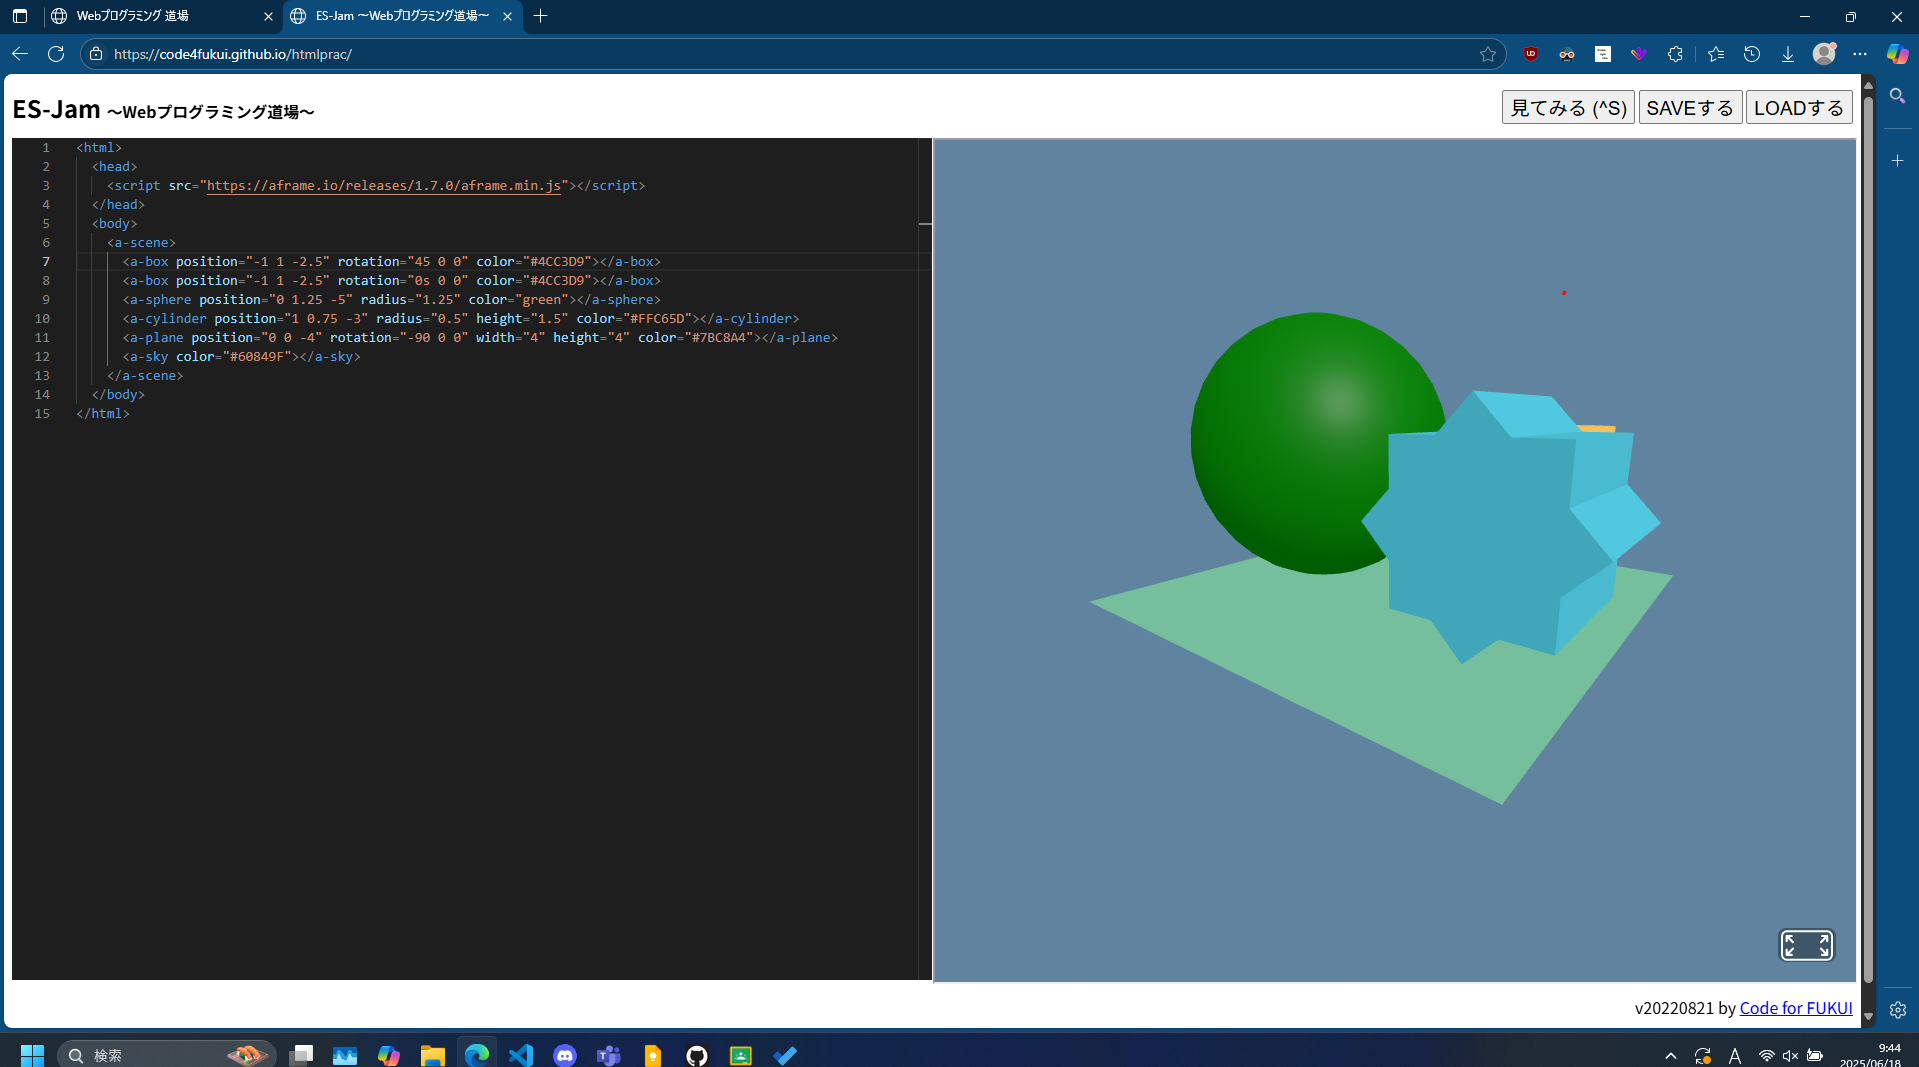 Webプログラミング 道場
ES-Jam 〜Webプログラミング道場〜
https://code4fukui.github.io/htmlprac/
ES-Jam 〜Webプログラミング道場〜
見てみる (^S)
SAVEする
LOADする
1 <html>
2 <head>
3 <script src="https://aframe.io/releases/1.7.0/aframe.min.js"></script>
4 </head>
5 <body>
6 <a-scene>
7 <a-box position="-1 1 -2.5" rotation="45 0 0" color="#4CC3D9"></a-box>
8 <a-box position="-1 1 -2.5" rotation="0s 0 0" color="#4CC3D9"></a-box>
9 <a-sphere position="0 1.25 -5" radius="1.25" color="green"></a-sphere>
10 <a-cylinder position="1 0.75 -3" radius="0.5" height="1.5" color="#FFC65D"></a-cylinder>
11 <a-plane position="0 0 -4" rotation="-90 0 0" width="4" height="4" color="#7BC8A4"></a-plane>
12 <a-sky color="#60849F"></a-sky>
13 </a-scene>
14 </body>
15 </html>
v20220821 by Code for FUKUI
検索
A
9:44
2025/06/18